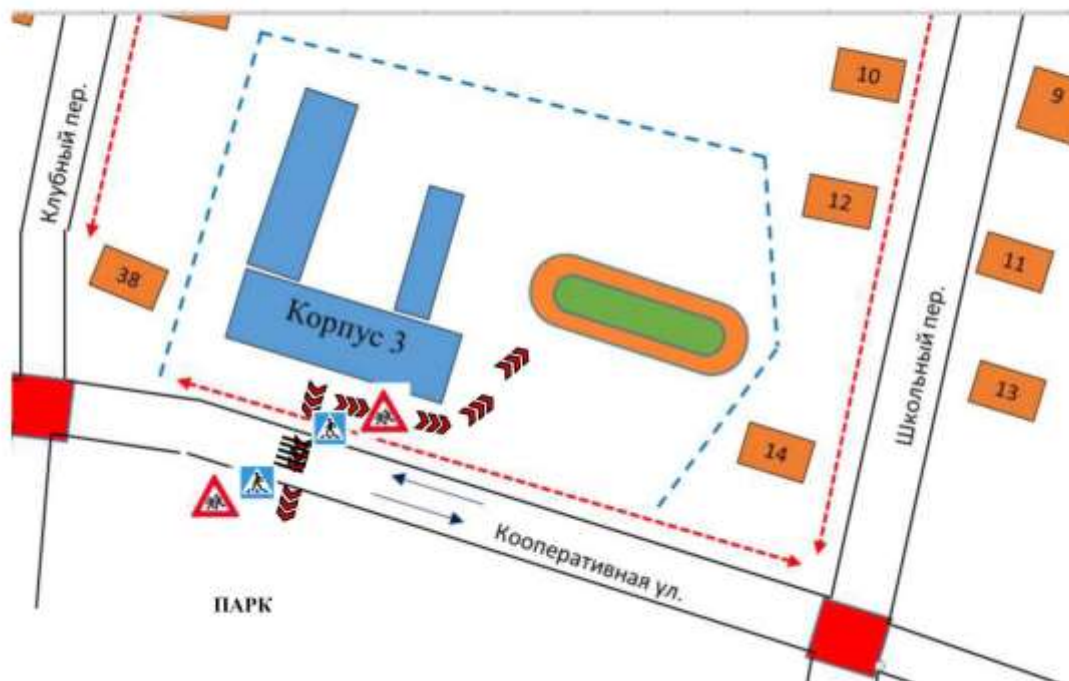 10
9
Клубный пер.
12
11
38
Корпус 3
Школьный пер.
13
14
Кооперативная ул.
ПАРК